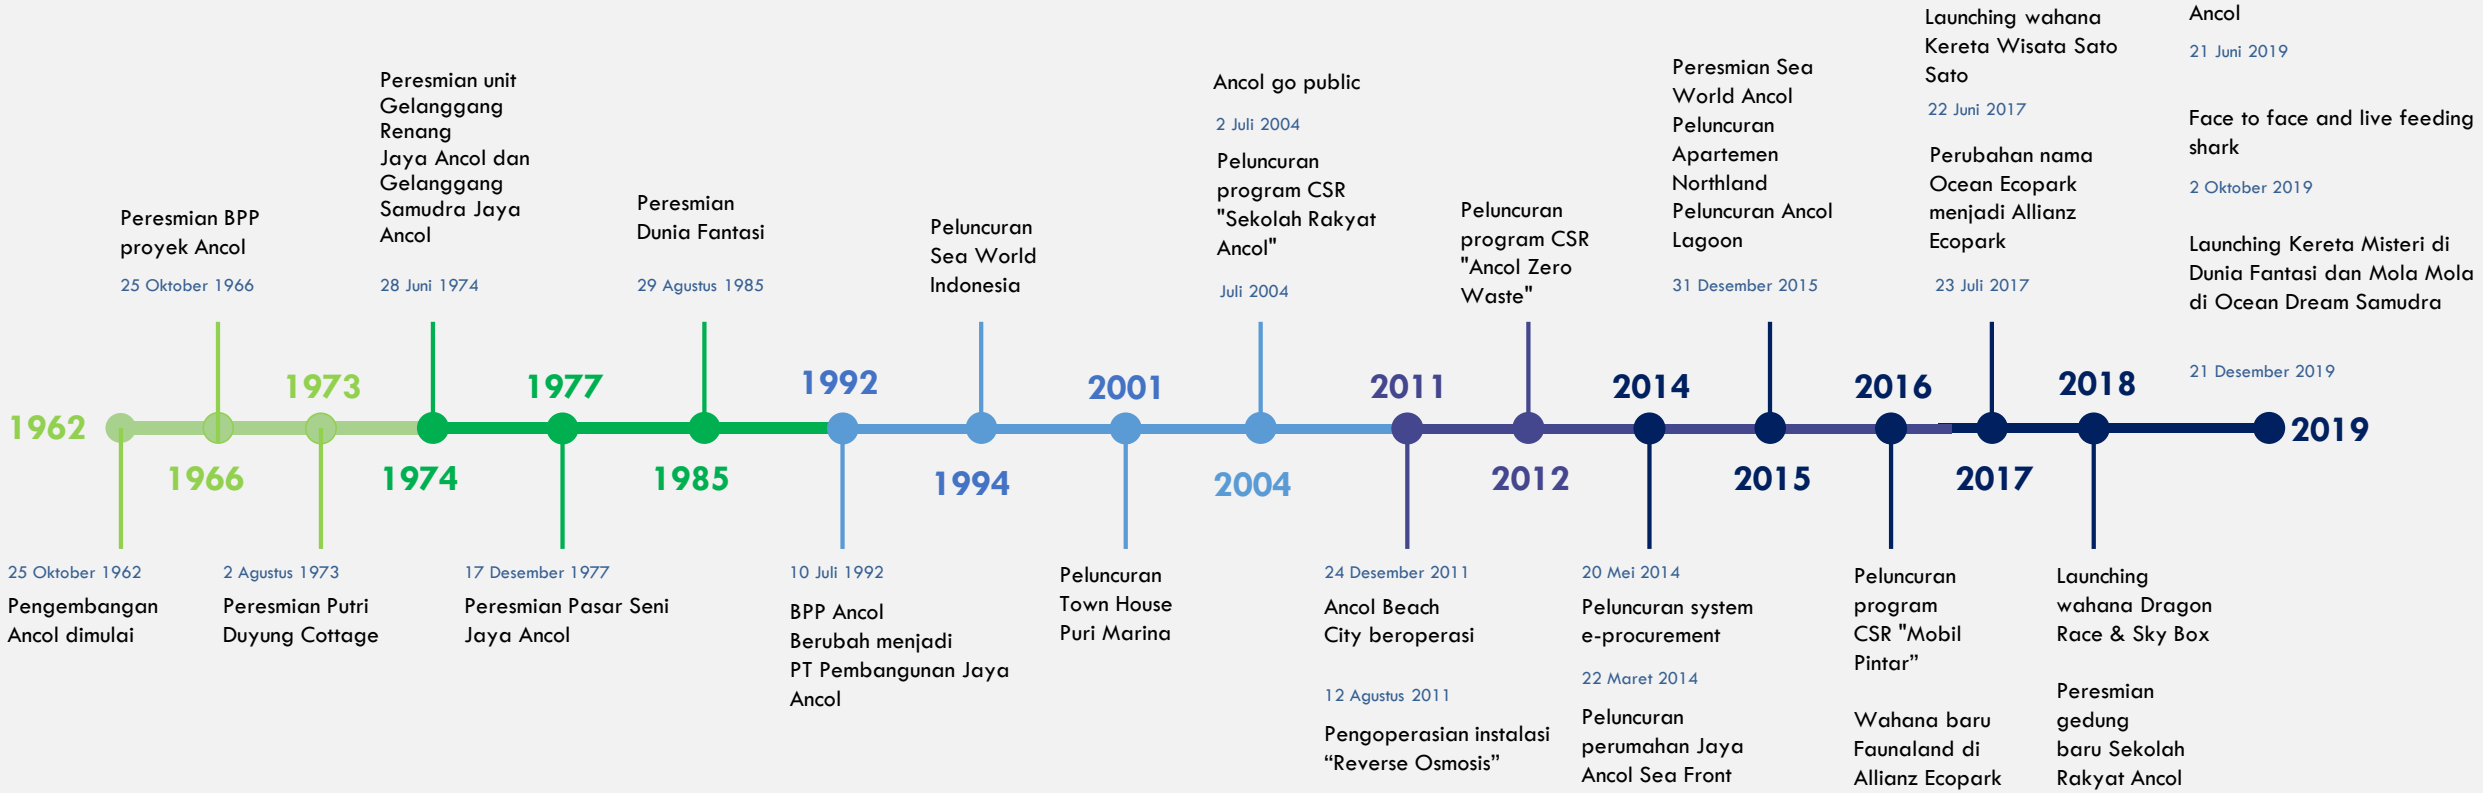 Peresmian BPP
proyek Ancol
25 Oktober 1966
Peresmian unit
Gelanggang
Renang
Jaya Ancol dan
Gelanggang
Samudra Jaya
Ancol
28 Juni 1974
Peresmian
Dunia Fantasi
29 Agustus 1985
Peluncuran
Sea World
Indonesia
Ancol go public
2 Juli 2004
Peluncuran
program CSR
"Sekolah Rakyat
Ancol"
Juli 2004
Peluncuran
program CSR
"Ancol Zero
Waste"
Peresmian Sea
World Ancol
Peluncuran
Apartemen
Northland
Peluncuran Ancol
Lagoon
31 Desember 2015
Launching wahana
Kereta Wisata Sato
Sato
22 Juni 2017
Perubahan nama
Ocean Ecopark
menjadi Allianz
Ecopark
23 Juli 2017
Ancol
21 Juni 2019
Face to face and live feeding
shark
2 Oktober 2019
Launching Kereta Misteri di
Dunia Fantasi dan Mola Mola
di Ocean Dream Samudra
21 Desember 2019
1962
1966
1973
1974
1977
1985
1992
1994
2001
2004
2011
2012
2014
2015
2016
2017
2018
2019
25 Oktober 1962
Pengembangan
Ancol dimulai
2 Agustus 1973
Peresmian Putri
Duyung Cottage
17 Desember 1977
Peresmian Pasar Seni
Jaya Ancol
10 Juli 1992
BPP Ancol
Berubah menjadi
PT Pembangunan Jaya
Ancol
Peluncuran
Town House
Puri Marina
24 Desember 2011
Ancol Beach
City beroperasi
12 Agustus 2011
Pengoperasian instalasi
“Reverse Osmosis”
20 Mei 2014
Peluncuran system
e-procurement
22 Maret 2014
Peluncuran
perumahan Jaya
Ancol Sea Front
Peluncuran
program
CSR "Mobil
Pintar”
Wahana baru
Faunaland di
Allianz Ecopark
Launching
wahana Dragon
Race & Sky Box
Peresmian
gedung
baru Sekolah
Rakyat Ancol